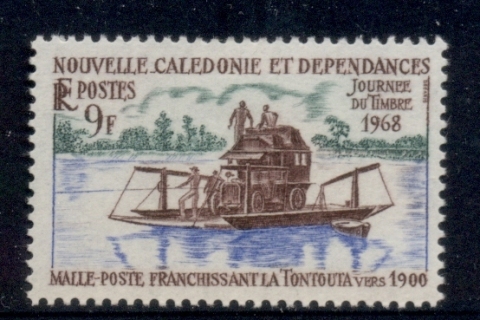 NOUVELLE-CALEDONIE ET DEPENDANCES
RF POSTES
9F
JOURNEE
DU TIMBRE
1968
MALLE-POSTE FRANCHISSANT LA TONTOUTA VERS 1900